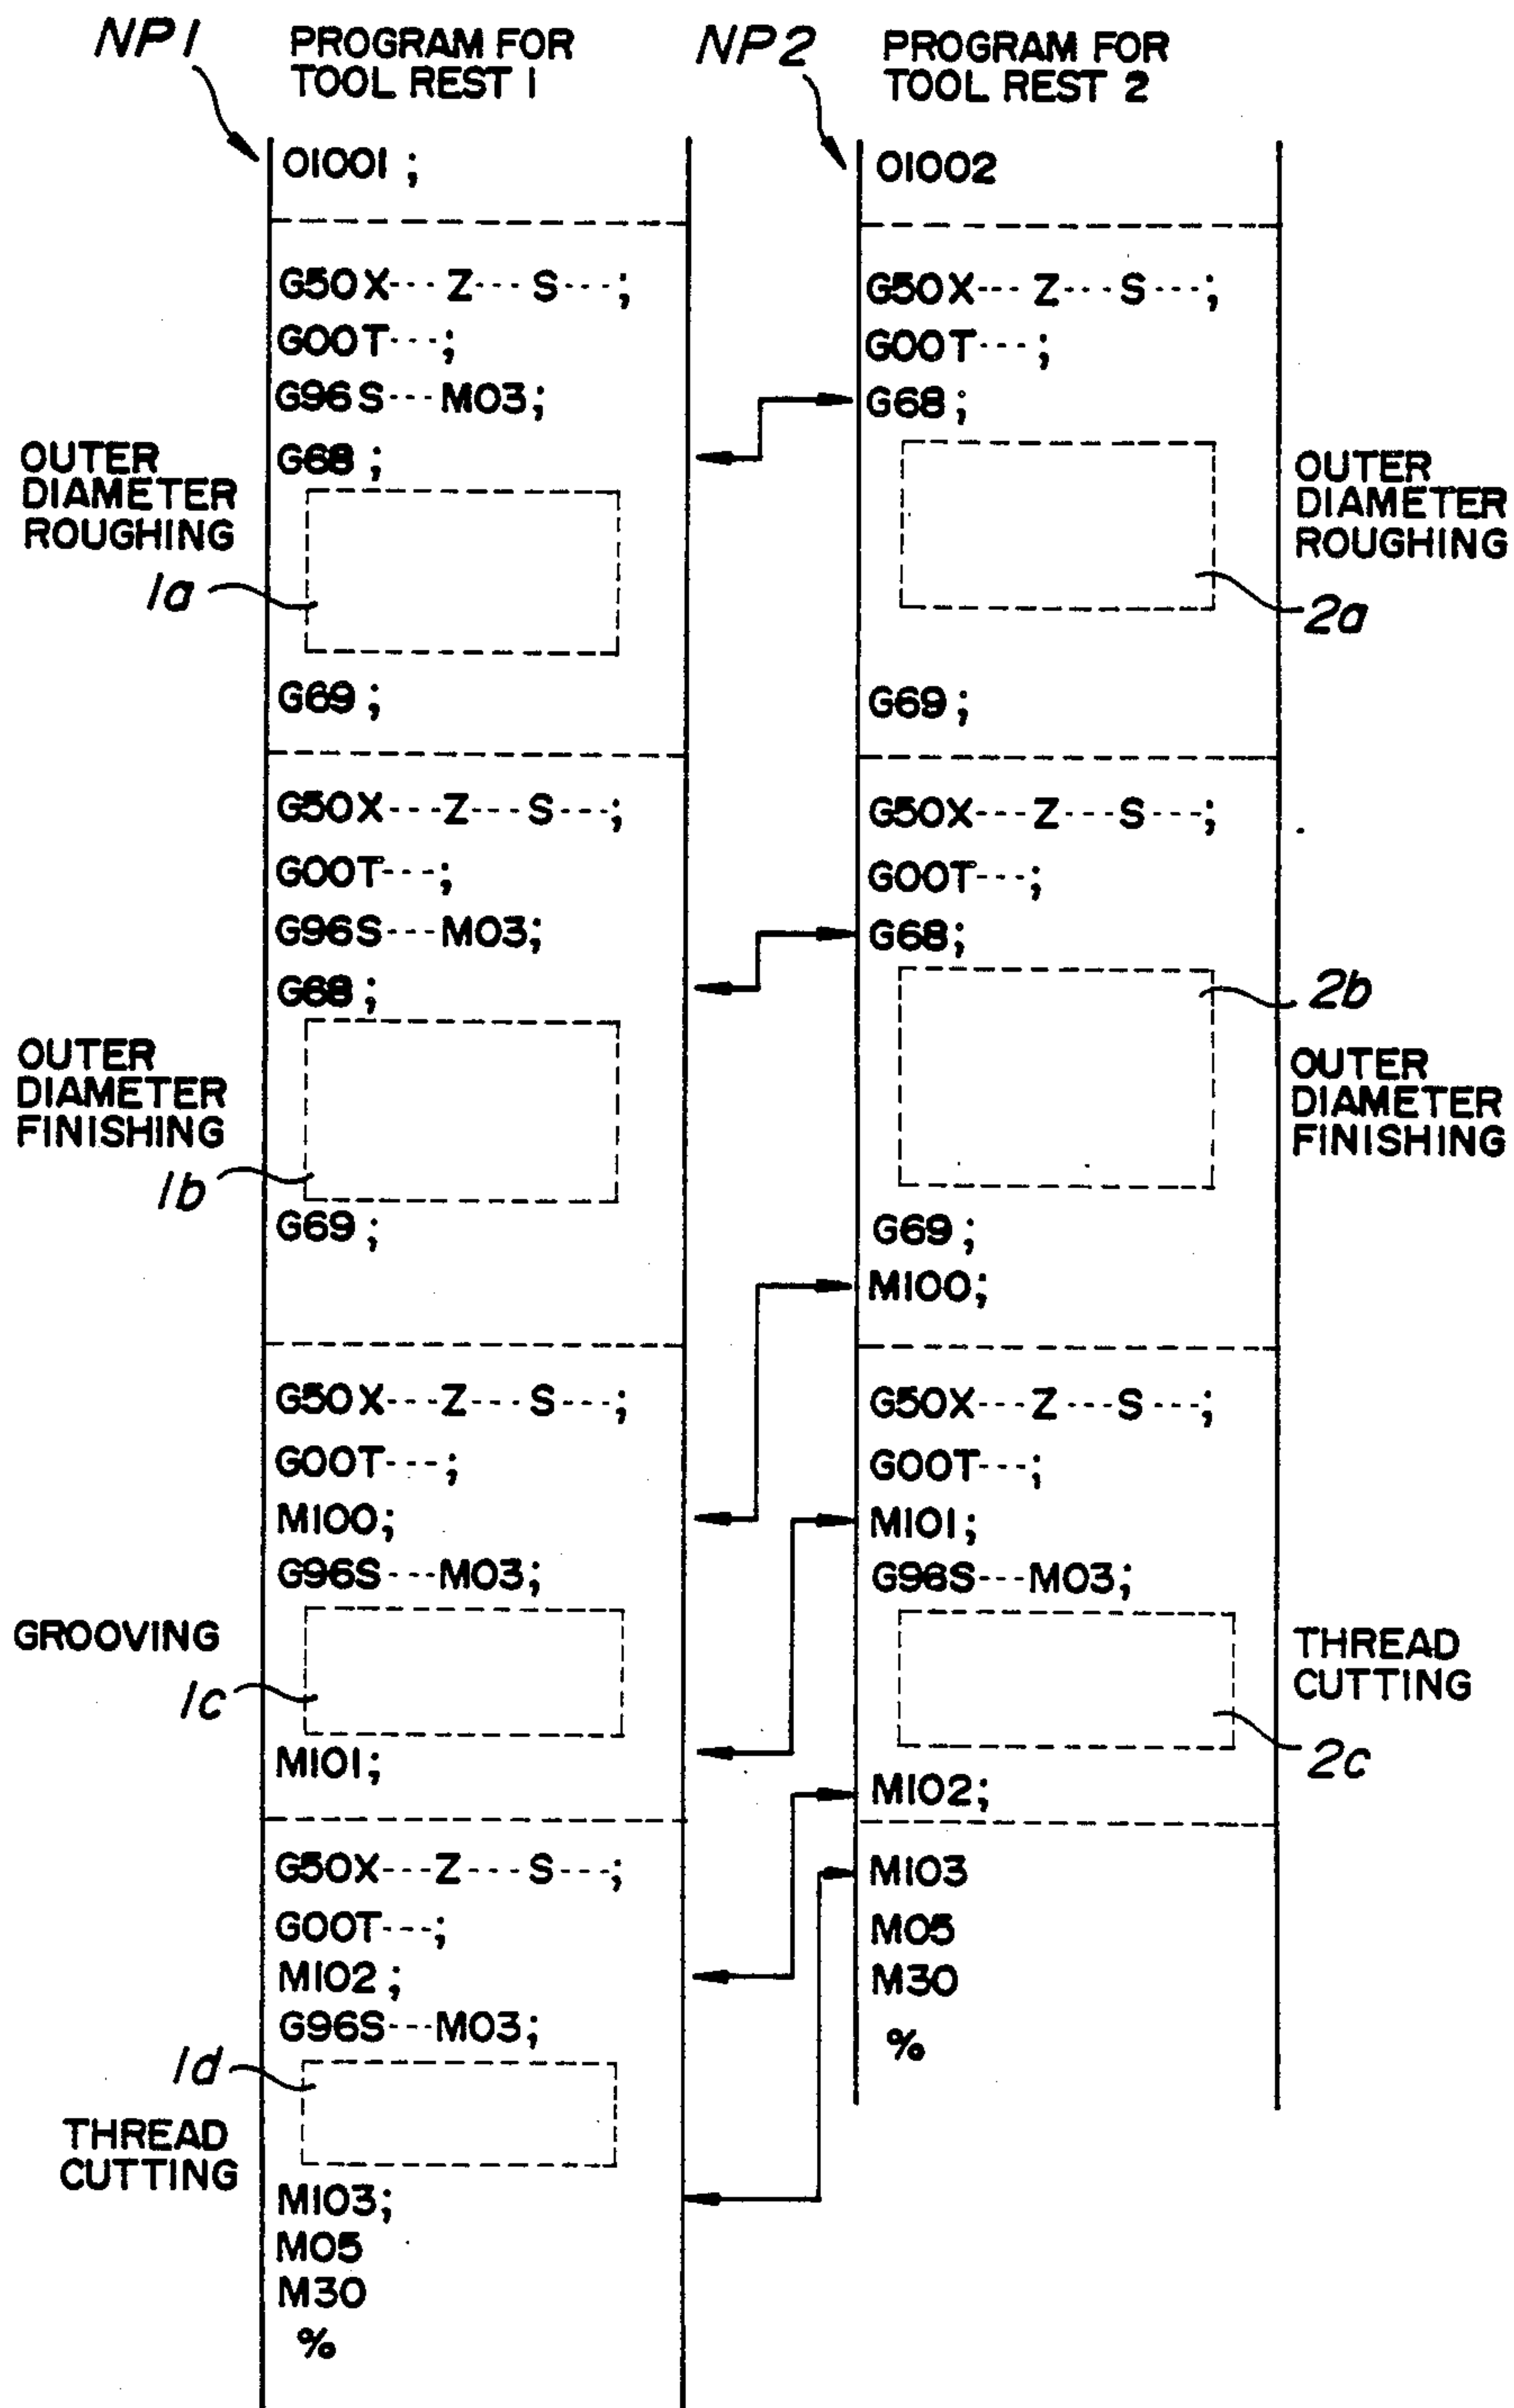 NP1
PROGRAM FOR
TOOL REST 1
O1001 ;
G50X---Z---S---;
G00T---;
G96S---M03;
G68 ;
OUTER
DIAMETER
ROUGHING
1a
G69 ;
G50X---Z---S---;
G00T---;
G96S---M03;
G68 ;
OUTER
DIAMETER
FINISHING
1b
G69 ;
G50X---Z---S---;
G00T---;
M100;
G96S---M03;
GROOVING
1c
M101;
G50X---Z---S---;
G00T---;
M102 ;
G96S---M03;
1d
THREAD
CUTTING
M103;
M05
M30
%
NP2
PROGRAM FOR
TOOL REST 2
O1002
G50X---Z---S---;
G00T---;
G68;
OUTER
DIAMETER
ROUGHING
2a
G69 ;
G50X---Z---S---;
G00T---;
G68;
2b
OUTER
DIAMETER
FINISHING
G69 ;
M100;
G50X---Z---S---;
G00T---;
M101;
G96S---M03;
THREAD
CUTTING
2c
M102;
M103
M05
M30
%